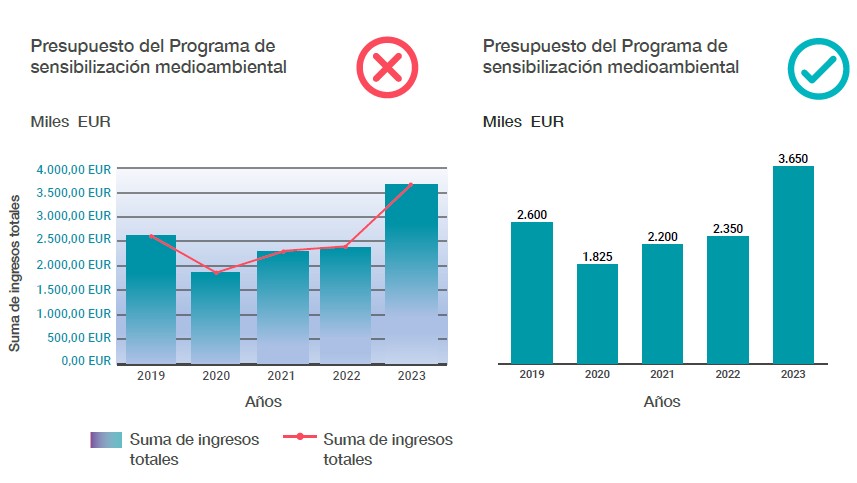 Presupuesto del Programa de
sensibilización medioambiental
Miles EUR
Suma de ingresos totales
4.000,00 EUR
3.500,00 EUR
3.000,00 EUR
2.500,00 EUR
2.000,00 EUR
1.500,00 EUR
1.000,00 EUR
500,00 EUR
0,00 EUR
2019 2020 2021 2022 2023
Años
Suma de ingresos
totales
Suma de ingresos
totales
Presupuesto del Programa de
sensibilización medioambiental
Miles EUR
2.600
1.825
2.200
2.350
3.650
2019 2020 2021 2022 2023
Años